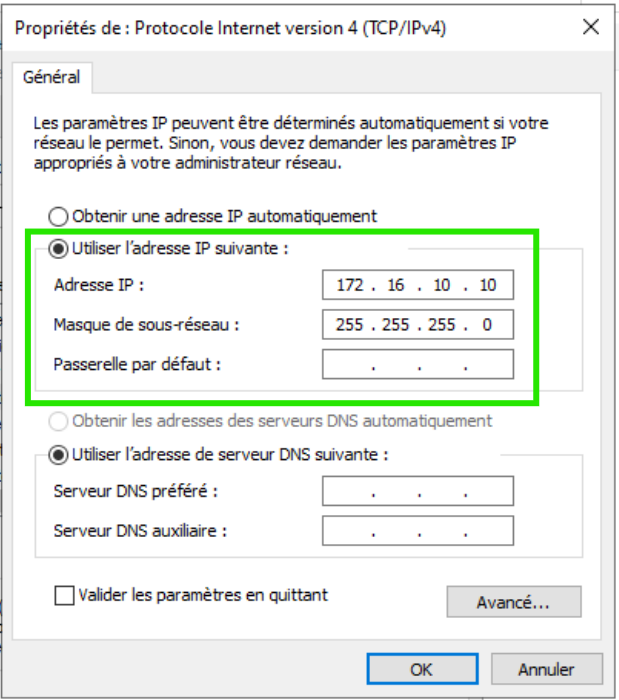 Propriétés de : Protocole Internet version 4 (TCP/IPv4)
Général
Les paramètres IP peuvent être déterminés automatiquement si votre
réseau le permet. Sinon, vous devez demander les paramètres IP
appropriés à votre administrateur réseau.
Obtenir une adresse IP automatiquement
Utiliser l'adresse IP suivante :
Adresse IP : 172 . 16 . 10 . 10
Masque de sous-réseau : 255 . 255 . 255 . 0
Passerelle par défaut : . . .
Obtenir les adresses des serveurs DNS automatiquement
Utiliser l'adresse de serveur DNS suivante :
Serveur DNS préféré : . . .
Serveur DNS auxiliaire : . . .
Valider les paramètres en quittant
Avancé...
OK Annuler